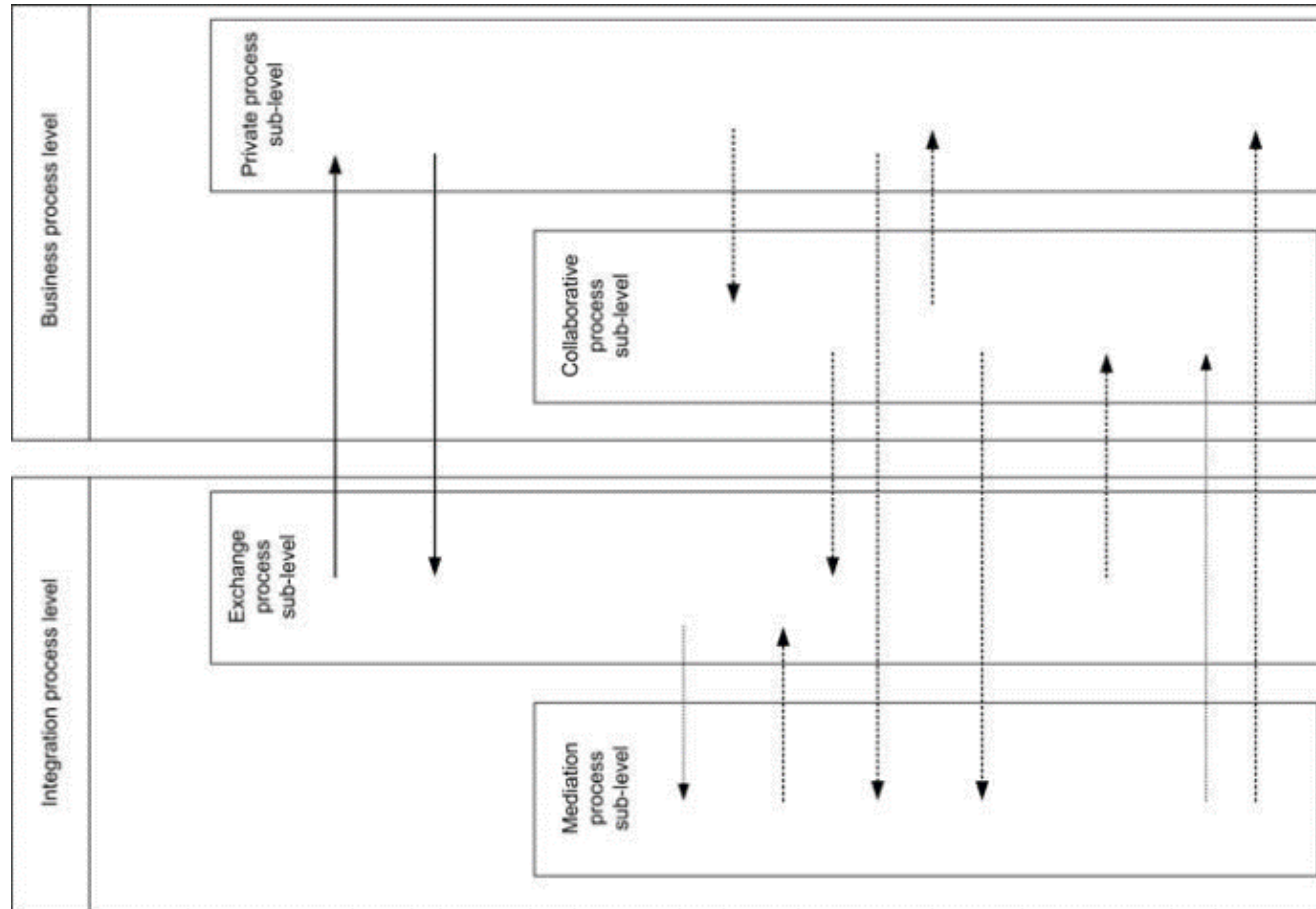 Business process level
Private process
sub-level
Collaborative
process
sub-level
Integration process level
Exchange
process
sub-level
Mediation
process
sub-level